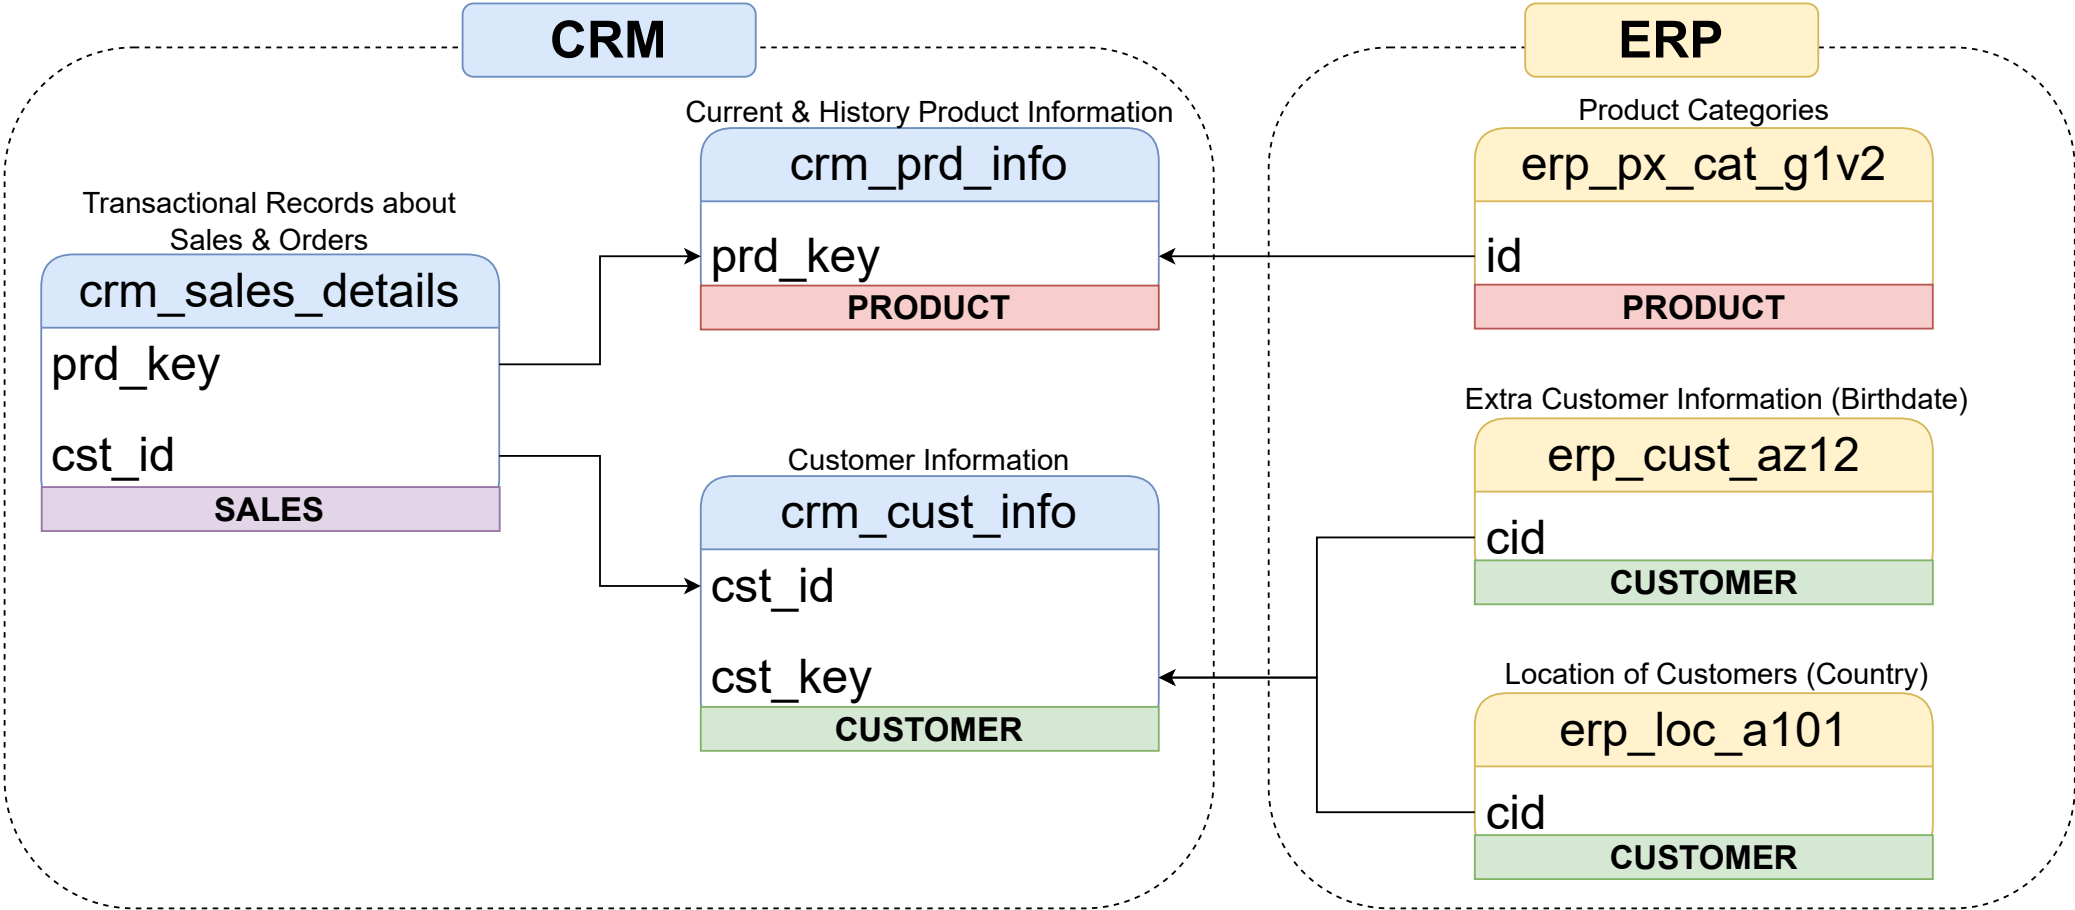 CRM
Transactional Records about
Sales & Orders
crm_sales_details
prd_key
cst_id
SALES
Current & History Product Information
crm_prd_info
prd_key
PRODUCT
Customer Information
crm_cust_info
cst_id
cst_key
CUSTOMER
ERP
Product Categories
erp_px_cat_g1v2
id
PRODUCT
Extra Customer Information (Birthdate)
erp_cust_az12
cid
CUSTOMER
Location of Customers (Country)
erp_loc_a101
cid
CUSTOMER